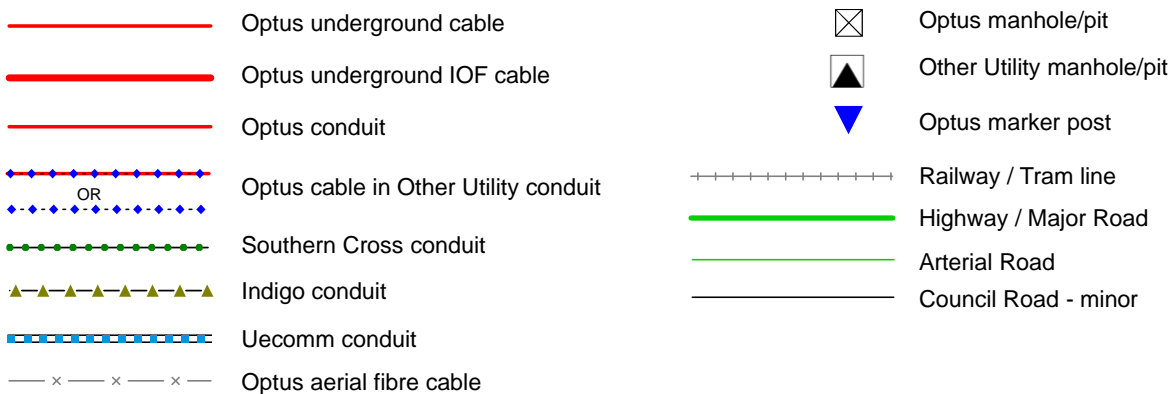 Optus underground cable
Optus underground IOF cable
Optus conduit
OR
Optus cable in Other Utility conduit
Southern Cross conduit
Indigo conduit
Uecomm conduit
Optus aerial fibre cable
Optus manhole/pit
Other Utility manhole/pit
Optus marker post
Railway / Tram line
Highway / Major Road
Arterial Road
Council Road - minor